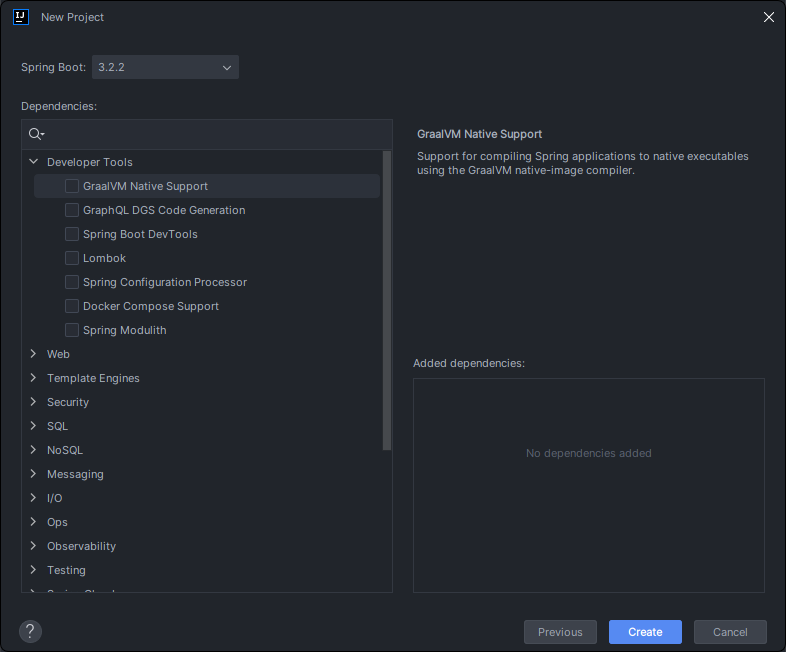 New Project
Spring Boot: 3.2.2
Dependencies:
Developer Tools
GraalVM Native Support
GraphQL DGS Code Generation
Spring Boot DevTools
Lombok
Spring Configuration Processor
Docker Compose Support
Spring Modulith
Web
Template Engines
Security
SQL
NoSQL
Messaging
I/O
Ops
Observability
Testing
GraalVM Native Support
Support for compiling Spring applications to native executables
using the GraalVM native-image compiler.
Added dependencies:
No dependencies added
?
Previous
Create
Cancel